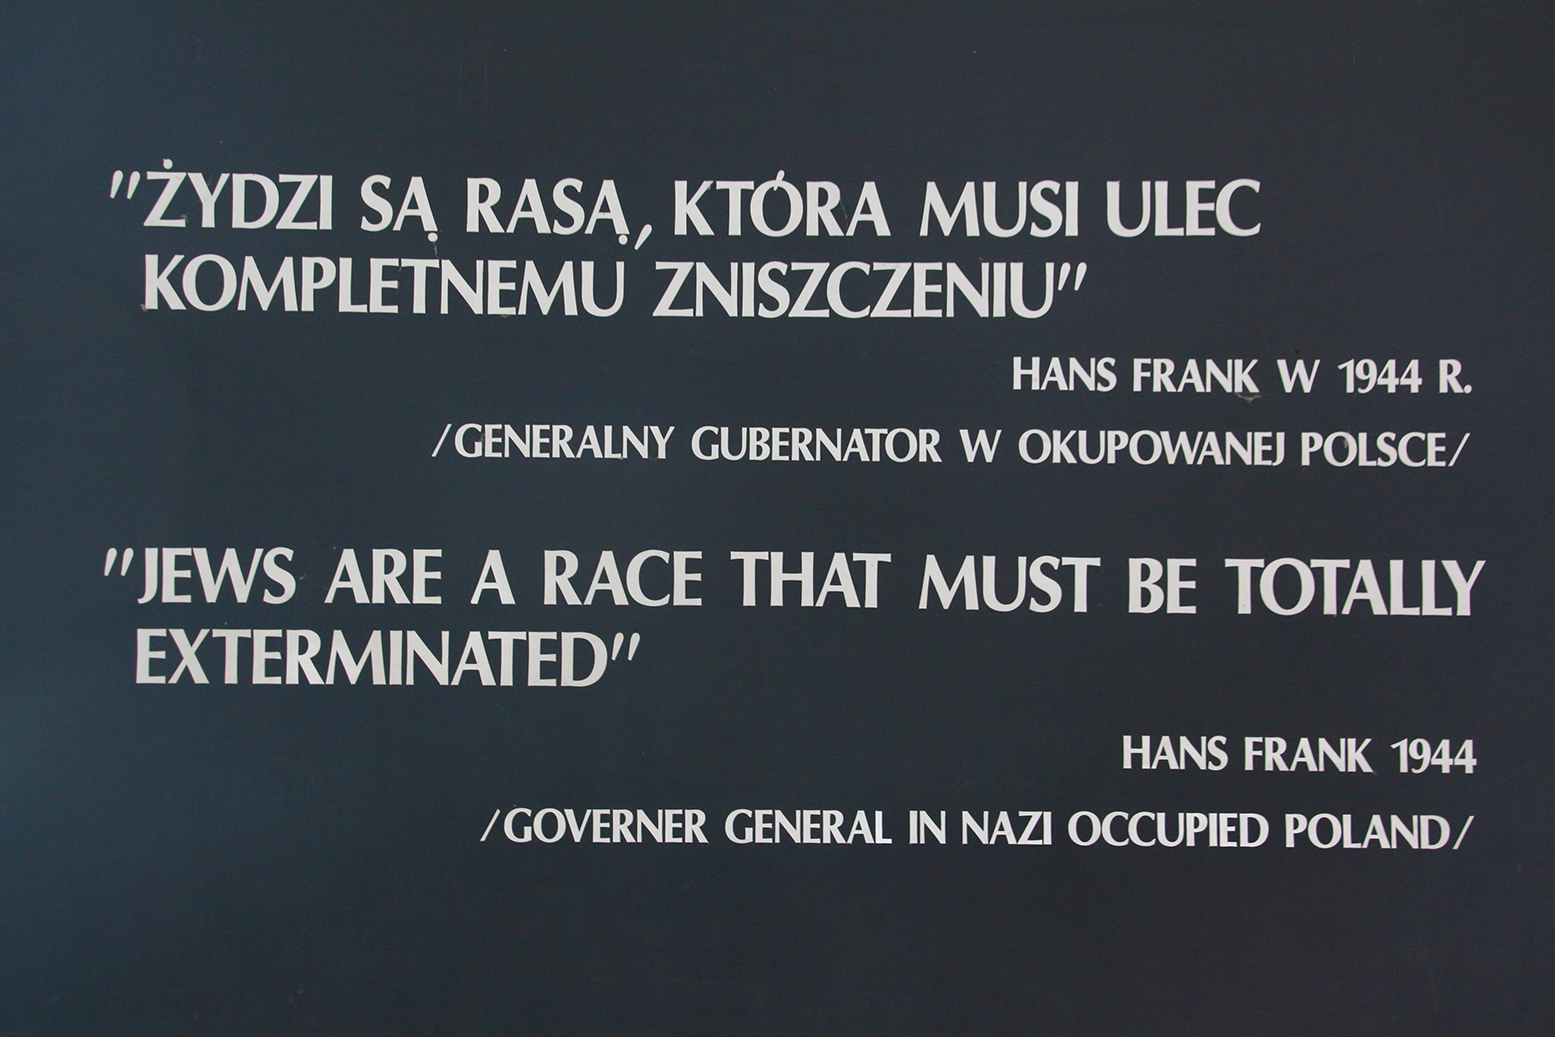 "ŻYDZI SĄ RASĄ, KTÓRA MUSI ULEC
KOMPLETNEMU ZNISZCZENIU"
HANS FRANK W 1944 R.
/GENERALNY GUBERNATOR W OKUPOWANEJ POLSCE/
"JEWS ARE A RACE THAT MUST BE TOTALLY
EXTERMINATED"
HANS FRANK 1944
/GOVERNER GENERAL IN NAZI OCCUPIED POLAND/